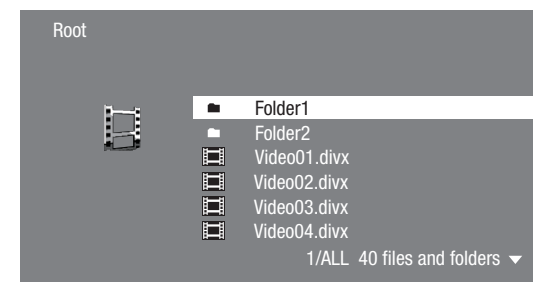 Root
Folder1
Folder2
Video01.divx
Video02.divx
Video03.divx
Video04.divx
1/ALL 40 files and folders